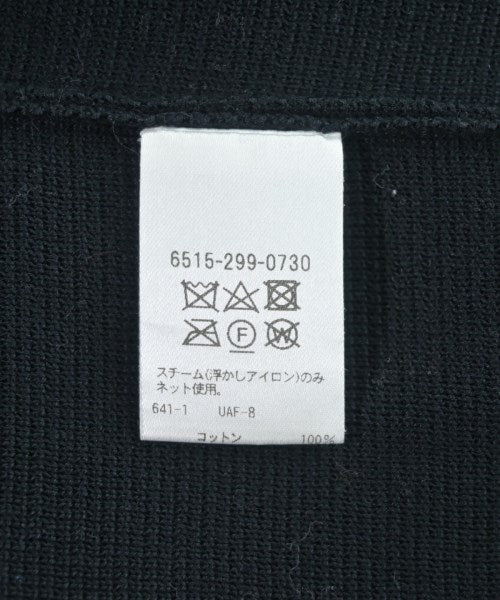 6515-299-0730
F W
スチーム(浮かしアイロン)のみ
ネット使用。
641-1 UAF-8
コットン 100%